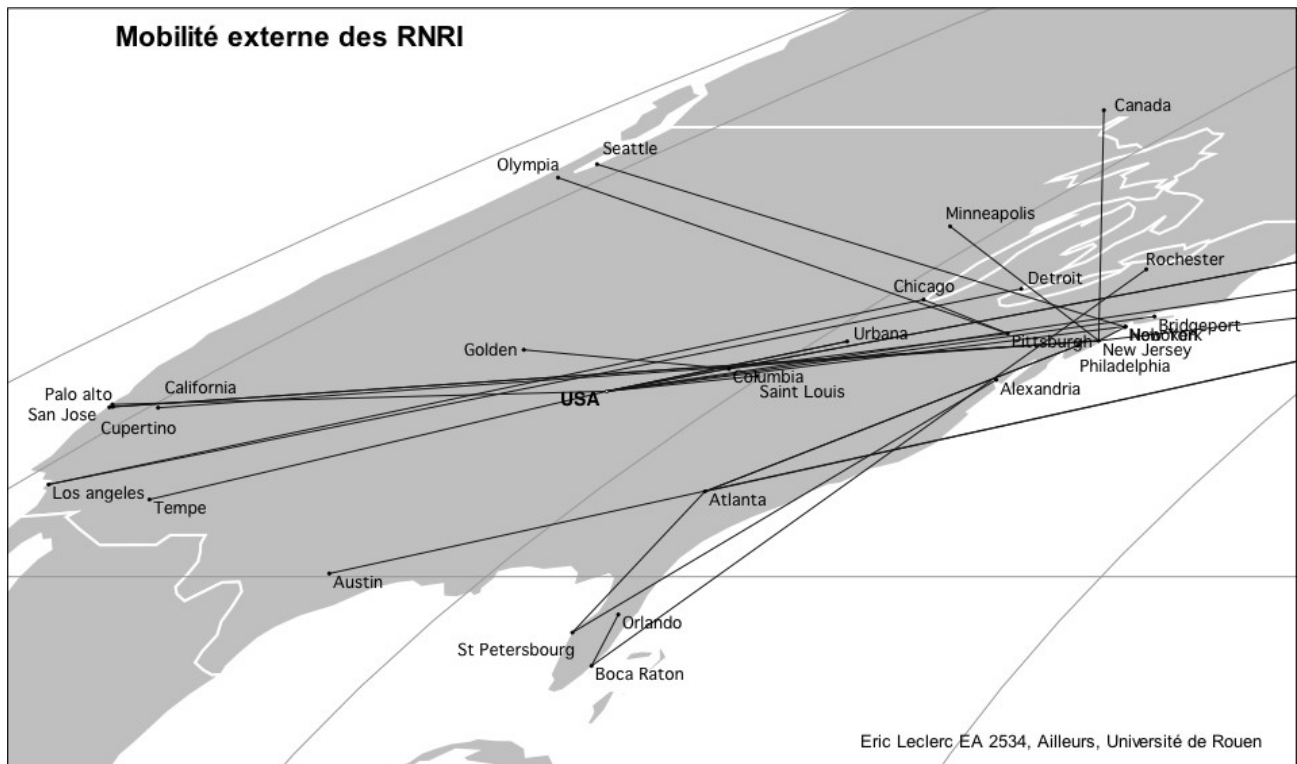 Mobilité externe des RNRI
Canada
Seattle
Olympia
Minneapolis
Rochester
Detroit
Chicago
Bridgeport
Urbana
Pittsburgh
New Jersey
Golden
Philadelphia
Columbia
Alexandria
California
Palo alto
Saint Louis
USA
San Jose
Cupertino
Los angeles
Atlanta
Tempe
Austin
Orlando
St Petersbourg
Boca Raton
Eric Leclerc EA 2534, Ailleurs, Université de Rouen